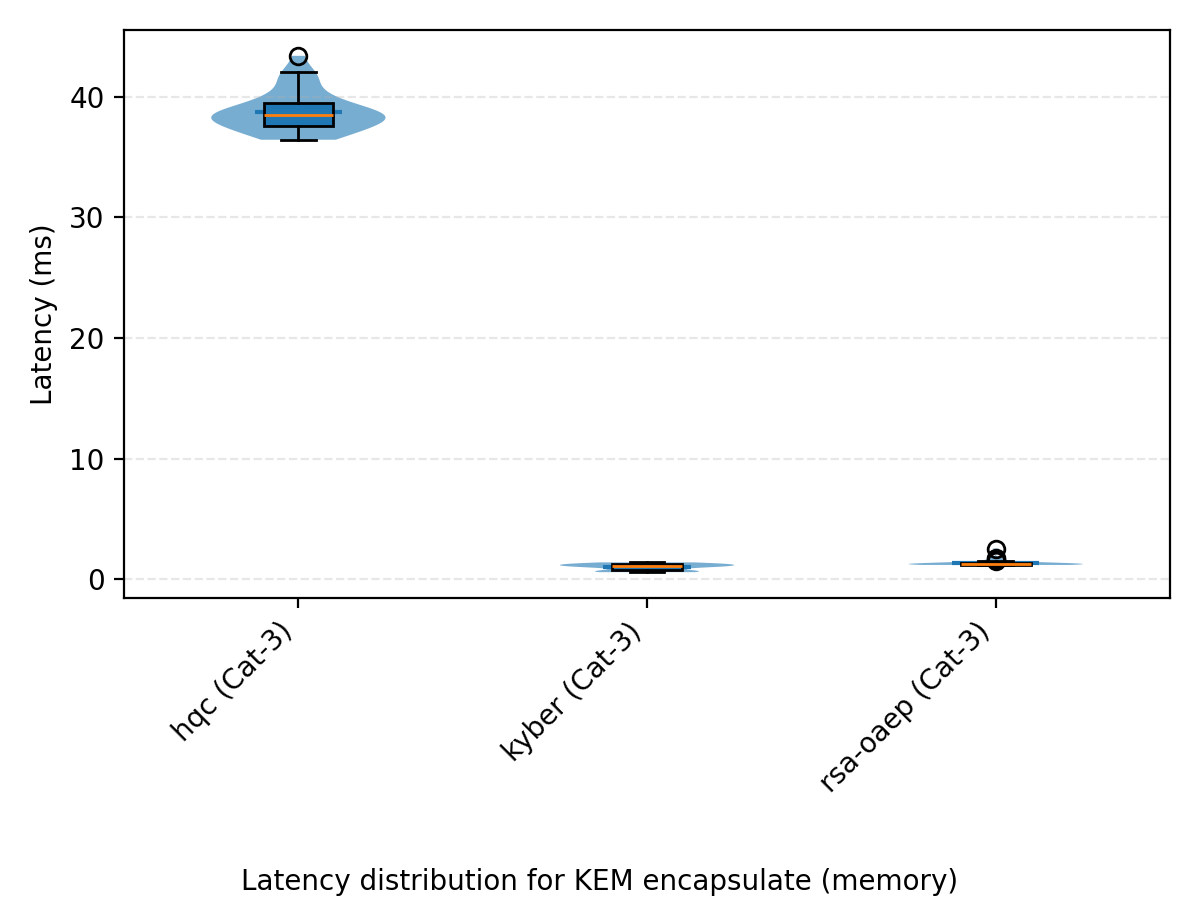 40
30
20
10
0
Latency (ms)
hqc (Cat-3)
kyber (Cat-3)
rsa-oaep (Cat-3)
Latency distribution for KEM encapsulate (memory)